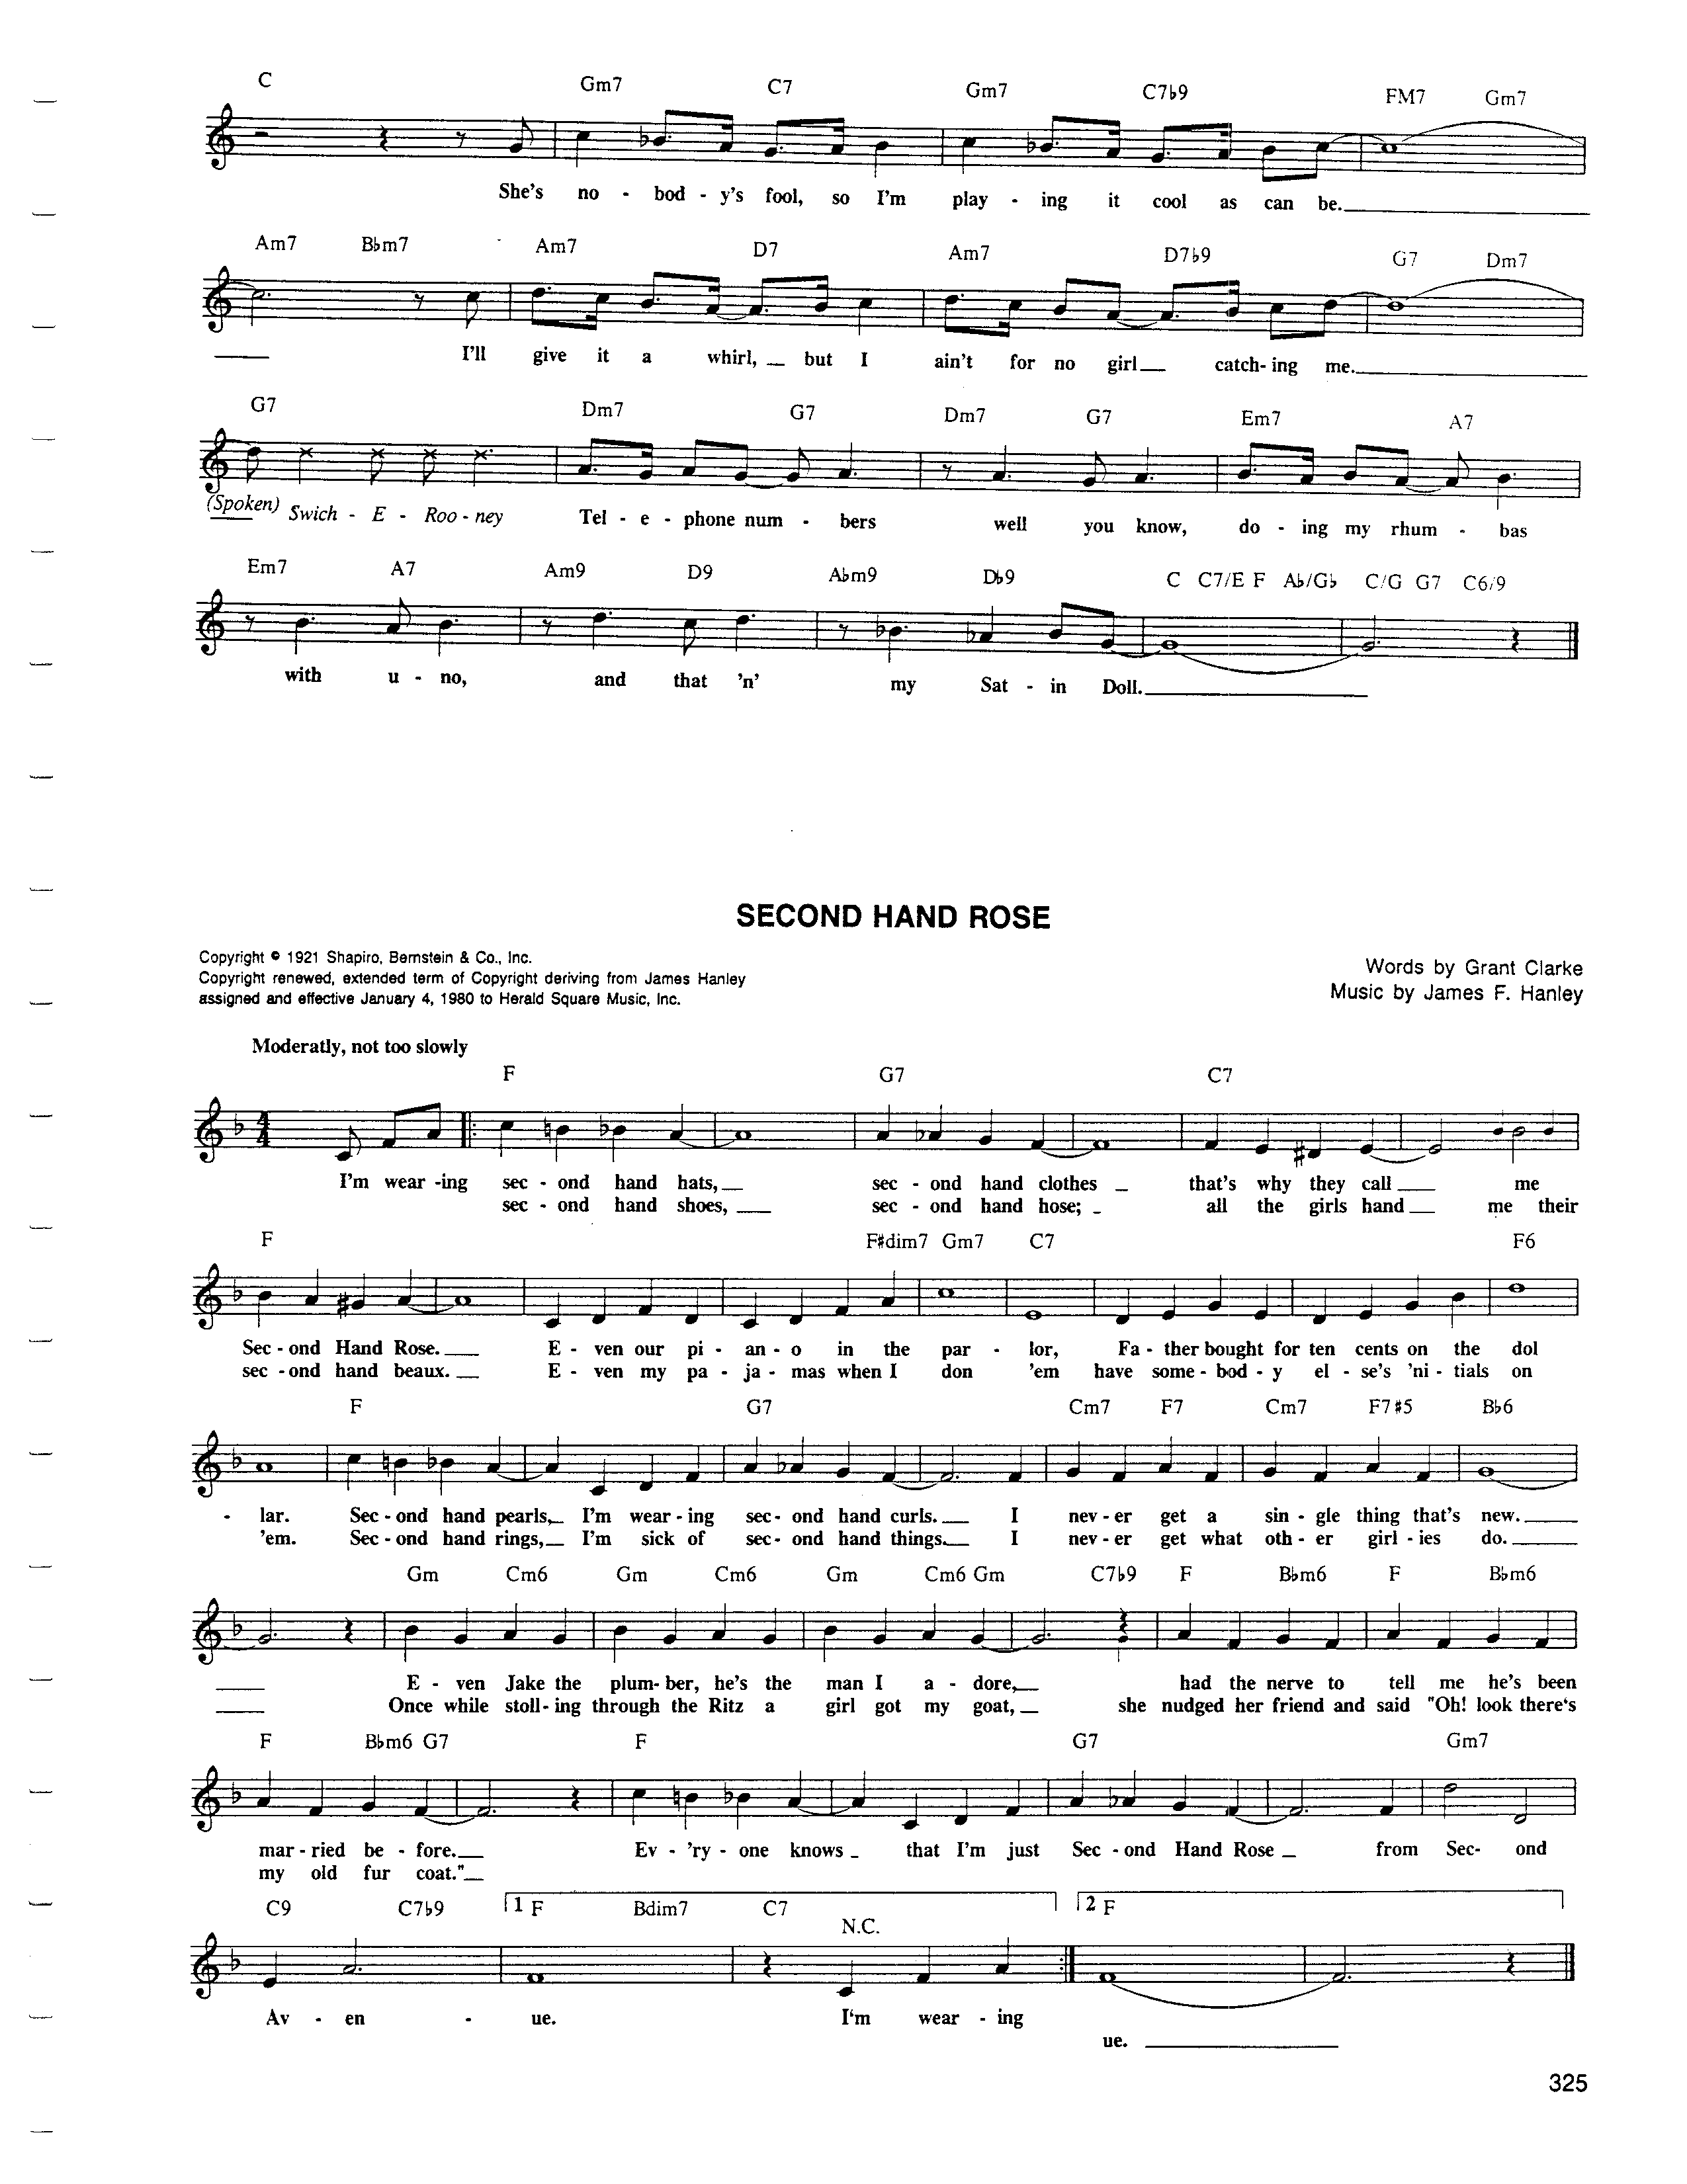 C Gm7 C7 Gm7 C7♭9 FM7 Gm7
She's no - bod - y's fool, so I'm play - ing it cool as can be.
Am7 B♭m7 Am7 D7 Am7 D7♭9 G7 Dm7
I'll give it a whirl, but I ain't for no girl catch- ing me.
G7 Dm7 G7 Dm7 G7 Em7 A7
(Spoken) Swich - E - Roo - ney Tel - e - phone num - bers well you know, do - ing my rhum - bas
Em7 A7 Am9 D9 A♭m9 D♭9 C C7/E F A♭/G♭ C/G G7 C6/9
with u - no, and that 'n' my Sat - in Doll.
SECOND HAND ROSE
Copyright © 1921 Shapiro, Bernstein & Co., Inc.
Copyright renewed, extended term of Copyright deriving from James Hanley
assigned and effective January 4, 1980 to Herald Square Music, Inc.
Words by Grant Clarke
Music by James F. Hanley
Moderatly, not too slowly
F G7 C7
4
4
I'm wear -ing sec - ond hand hats, sec - ond hand clothes that's why they call me
sec - ond hand shoes, sec - ond hand hose; all the girls hand me their
F F♯dim7 Gm7 C7 F6
Sec - ond Hand Rose. E - ven our pi - an - o in the par - lor, Fa - ther bought for ten cents on the dol
sec - ond hand beaux. E - ven my pa - ja - mas when I don 'em have some - bod - y el - se's 'ni - tials on
F G7 Cm7 F7 Cm7 F7♯5 B♭6
- lar. Sec - ond hand pearls, I'm wear - ing sec - ond hand curls. I nev - er get a sin - gle thing that's new.
'em. Sec - ond hand rings, I'm sick of sec - ond hand things. I nev - er get what oth - er girl - ies do.
Gm Cm6 Gm Cm6 Gm Cm6 Gm C7♭9 F B♭m6 F B♭m6
E - ven Jake the plum- ber, he's the man I a - dore, had the nerve to tell me he's been
Once while stoll- ing through the Ritz a girl got my goat, she nudged her friend and said "Oh! look there's
F B♭m6 G7 F G7 Gm7
mar - ried be - fore. Ev - 'ry - one knows that I'm just Sec - ond Hand Rose from Sec- ond
my old fur coat."
C9 C7♭9 1 F Bdim7 C7 N.C. 2 F
Av - en - ue. I'm wear - ing
ue.
325